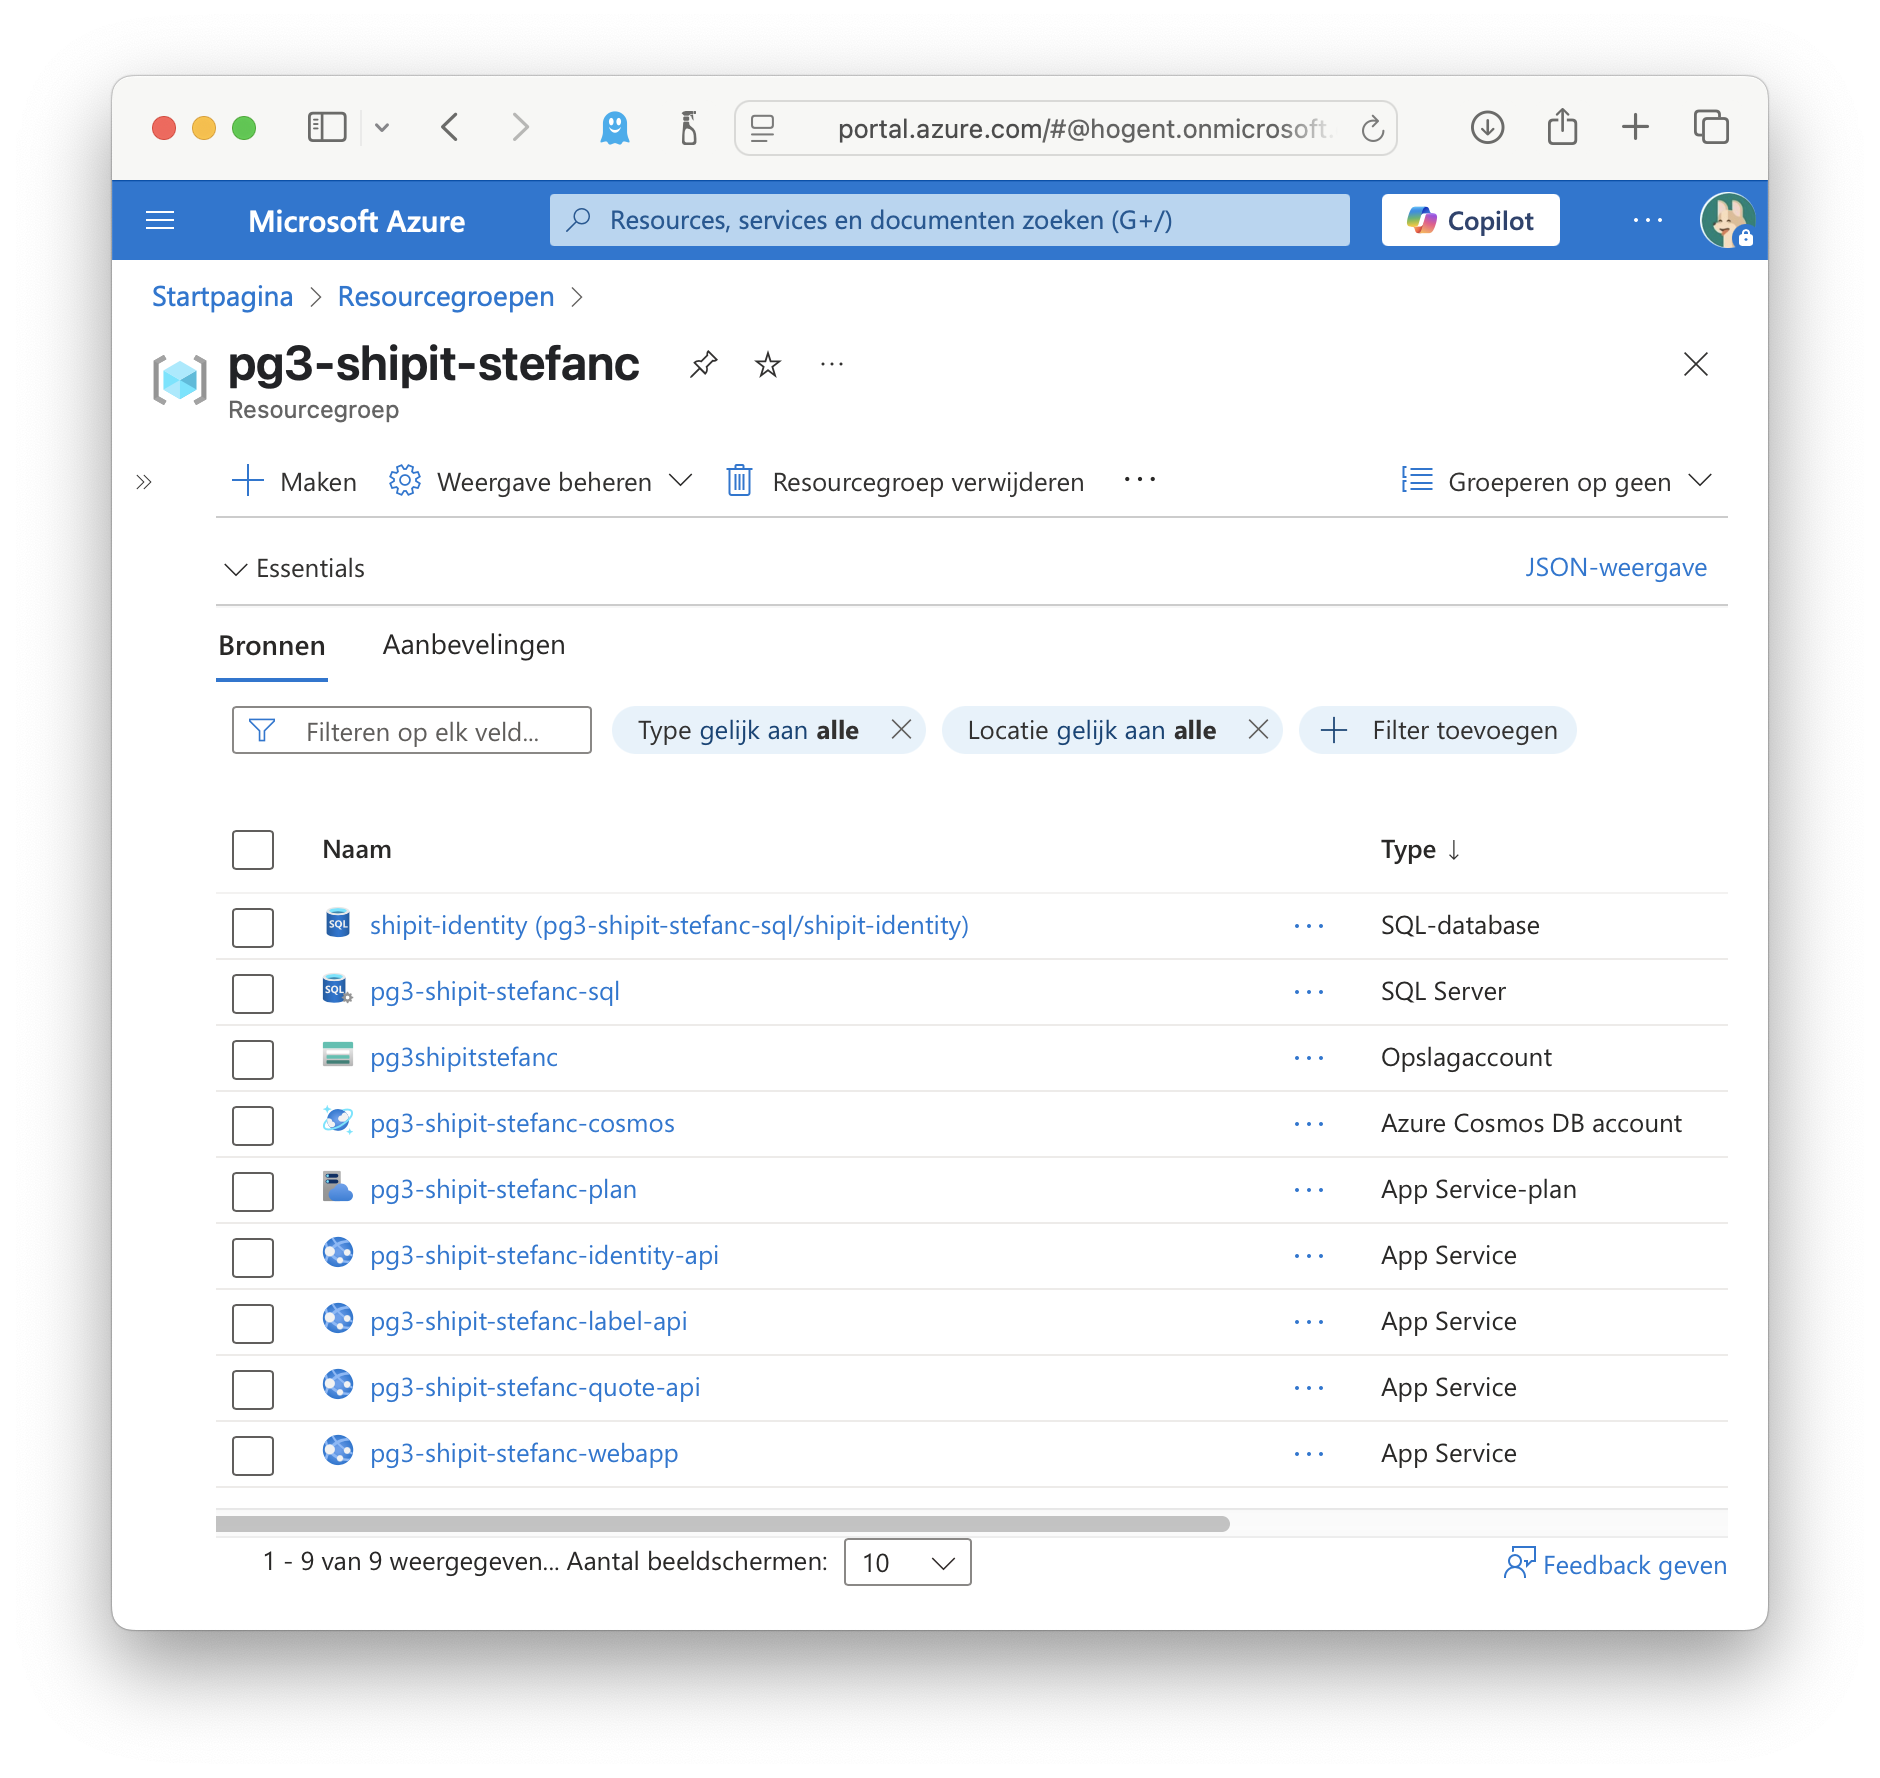 portal.azure.com/#@hogent.onmicrosoft.
Microsoft Azure
Resources, services en documenten zoeken (G+/)
Copilot
Startpagina > Resourcegroepen >
pg3-shipit-stefanc
Resourcegroep
Maken
Weergave beheren
Resourcegroep verwijderen
Groeperen op geen
Essentials
JSON-weergave
Bronnen
Aanbevelingen
Filteren op elk veld...
Type gelijk aan alle
Locatie gelijk aan alle
Filter toevoegen
Naam
Type ↓
SQL
shipit-identity (pg3-shipit-stefanc-sql/shipit-identity)
SQL-database
SQL
pg3-shipit-stefanc-sql
SQL Server
pg3shipitstefanc
Opslagaccount
pg3-shipit-stefanc-cosmos
Azure Cosmos DB account
pg3-shipit-stefanc-plan
App Service-plan
pg3-shipit-stefanc-identity-api
App Service
pg3-shipit-stefanc-label-api
App Service
pg3-shipit-stefanc-quote-api
App Service
pg3-shipit-stefanc-webapp
App Service
1 - 9 van 9 weergegeven... Aantal beeldschermen:
10
Feedback geven